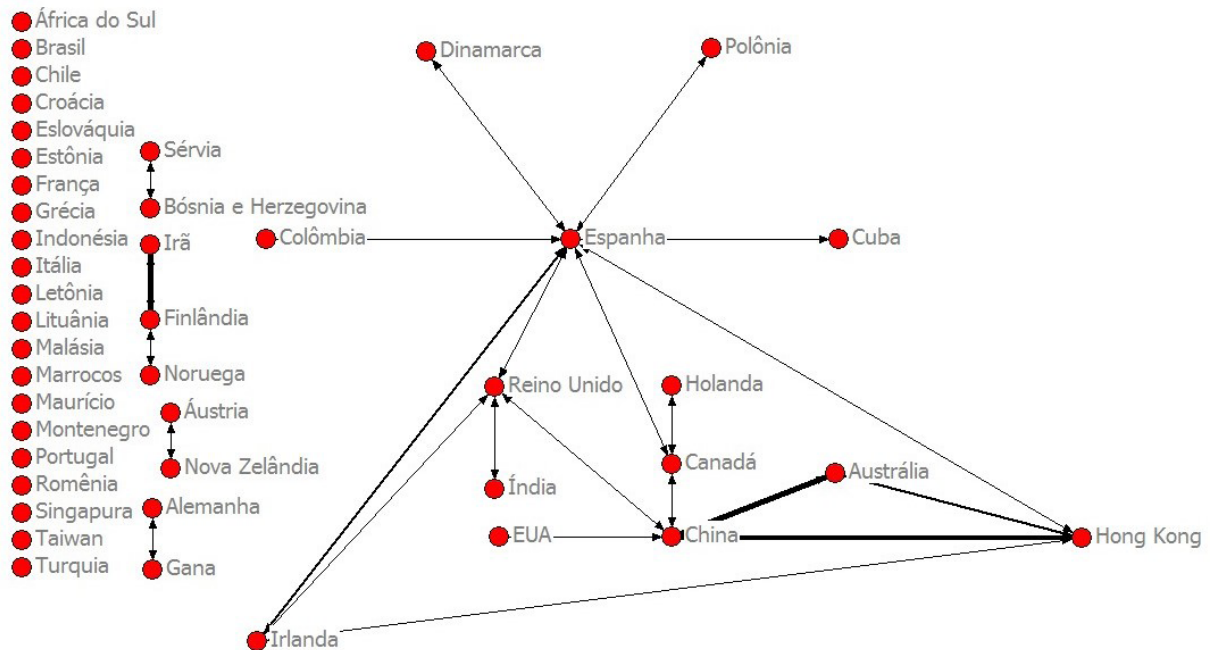 África do Sul
Brasil
Chile
Croácia
Eslováquia
Estônia
França
Grécia
Indonésia
Itália
Letônia
Lituânia
Malásia
Marrocos
Maurício
Montenegro
Portugal
Romênia
Singapura
Taiwan
Turquia
Sérvia
Bósnia e Herzegovina
Irã
Finlândia
Noruega
Áustria
Nova Zelândia
Alemanha
Gana
Dinamarca
Polônia
Colômbia
Espanha
Cuba
Reino Unido
Holanda
Índia
Canadá
Austrália
EUA
China
Hong Kong
Irlanda